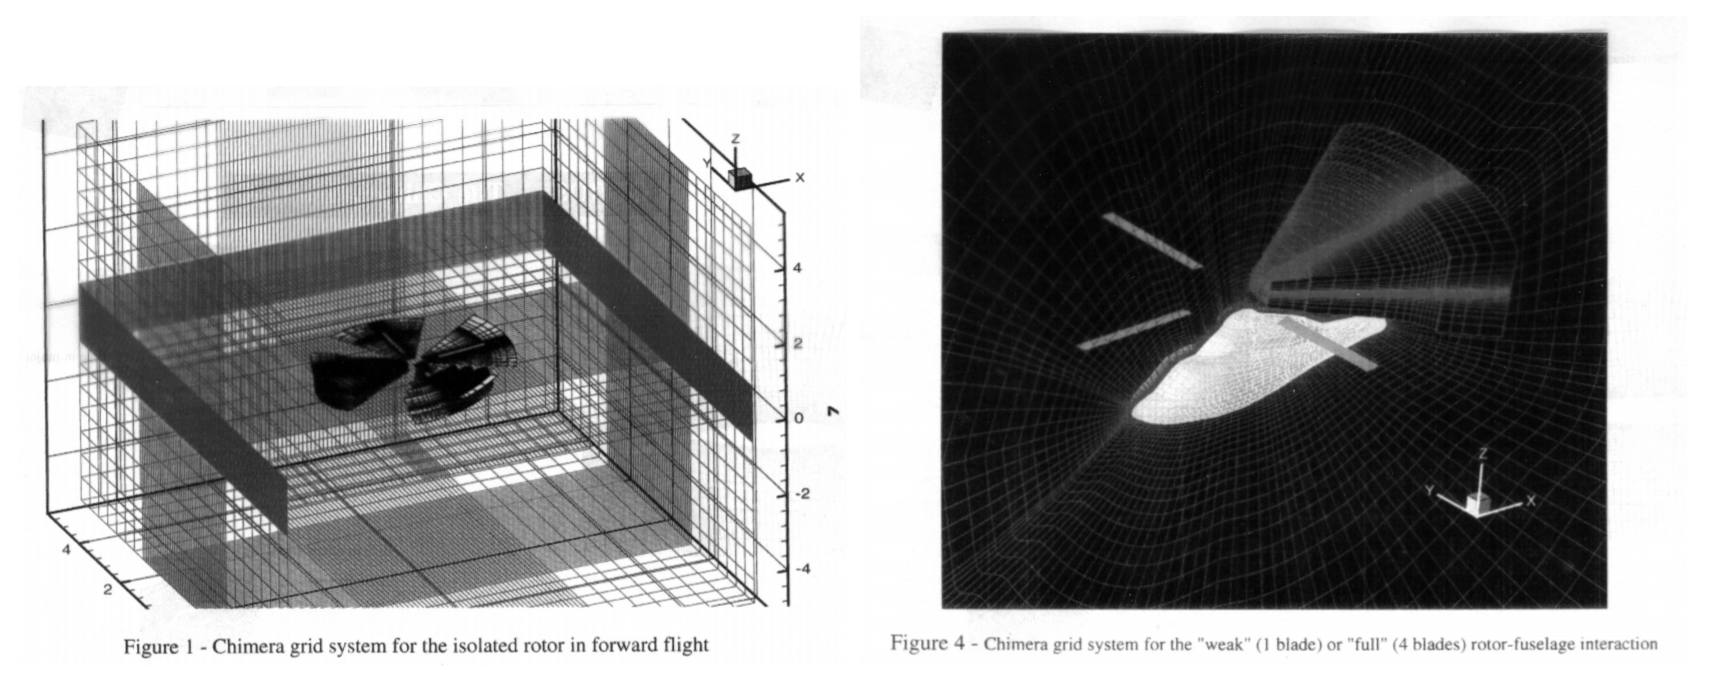 Z
Y
X
4
2
0
-2
-4
7
4
2
Figure 1 - Chimera grid system for the isolated rotor in forward flight
Z
Y
X
Figure 4 - Chimera grid system for the "weak" (1 blade) or "full" (4 blades) rotor-fuselage interaction